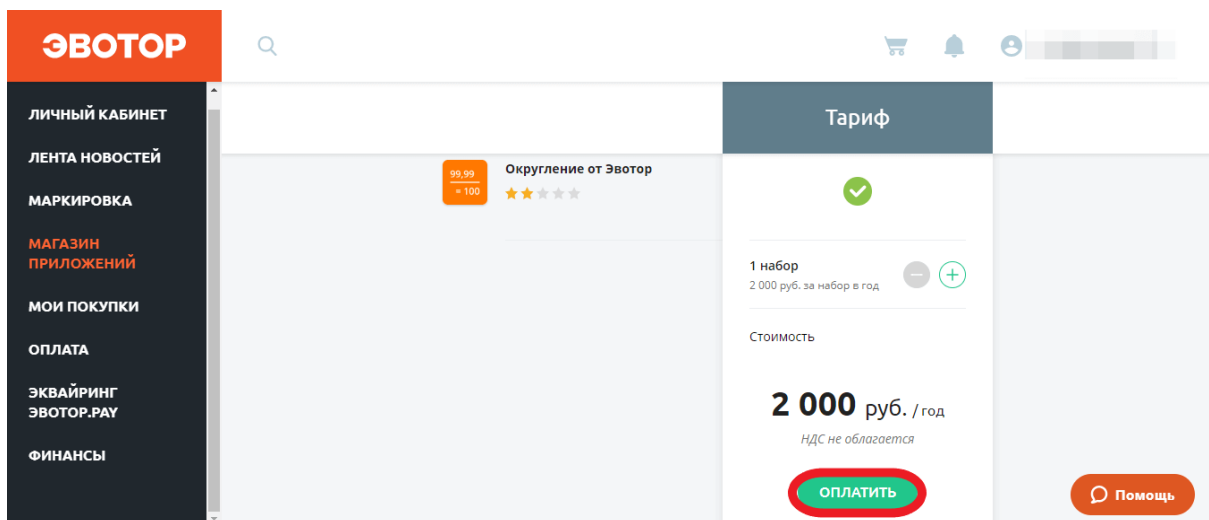 ЭВОТОР
ЛИЧНЫЙ КАБИНЕТ
ЛЕНТА НОВОСТЕЙ
МАРКИРОВКА
МАГАЗИН
ПРИЛОЖЕНИЙ
МОИ ПОКУПКИ
ОПЛАТА
ЭКВАЙРИНГ
ЭВОТОР.PAY
ФИНАНСЫ
99,99
= 100
Округление от Эвотор
Тариф
1 набор
2 000 руб. за набор в год
Стоимость
2 000 руб. / год
НДС не облагается
ОПЛАТИТЬ
Помощь